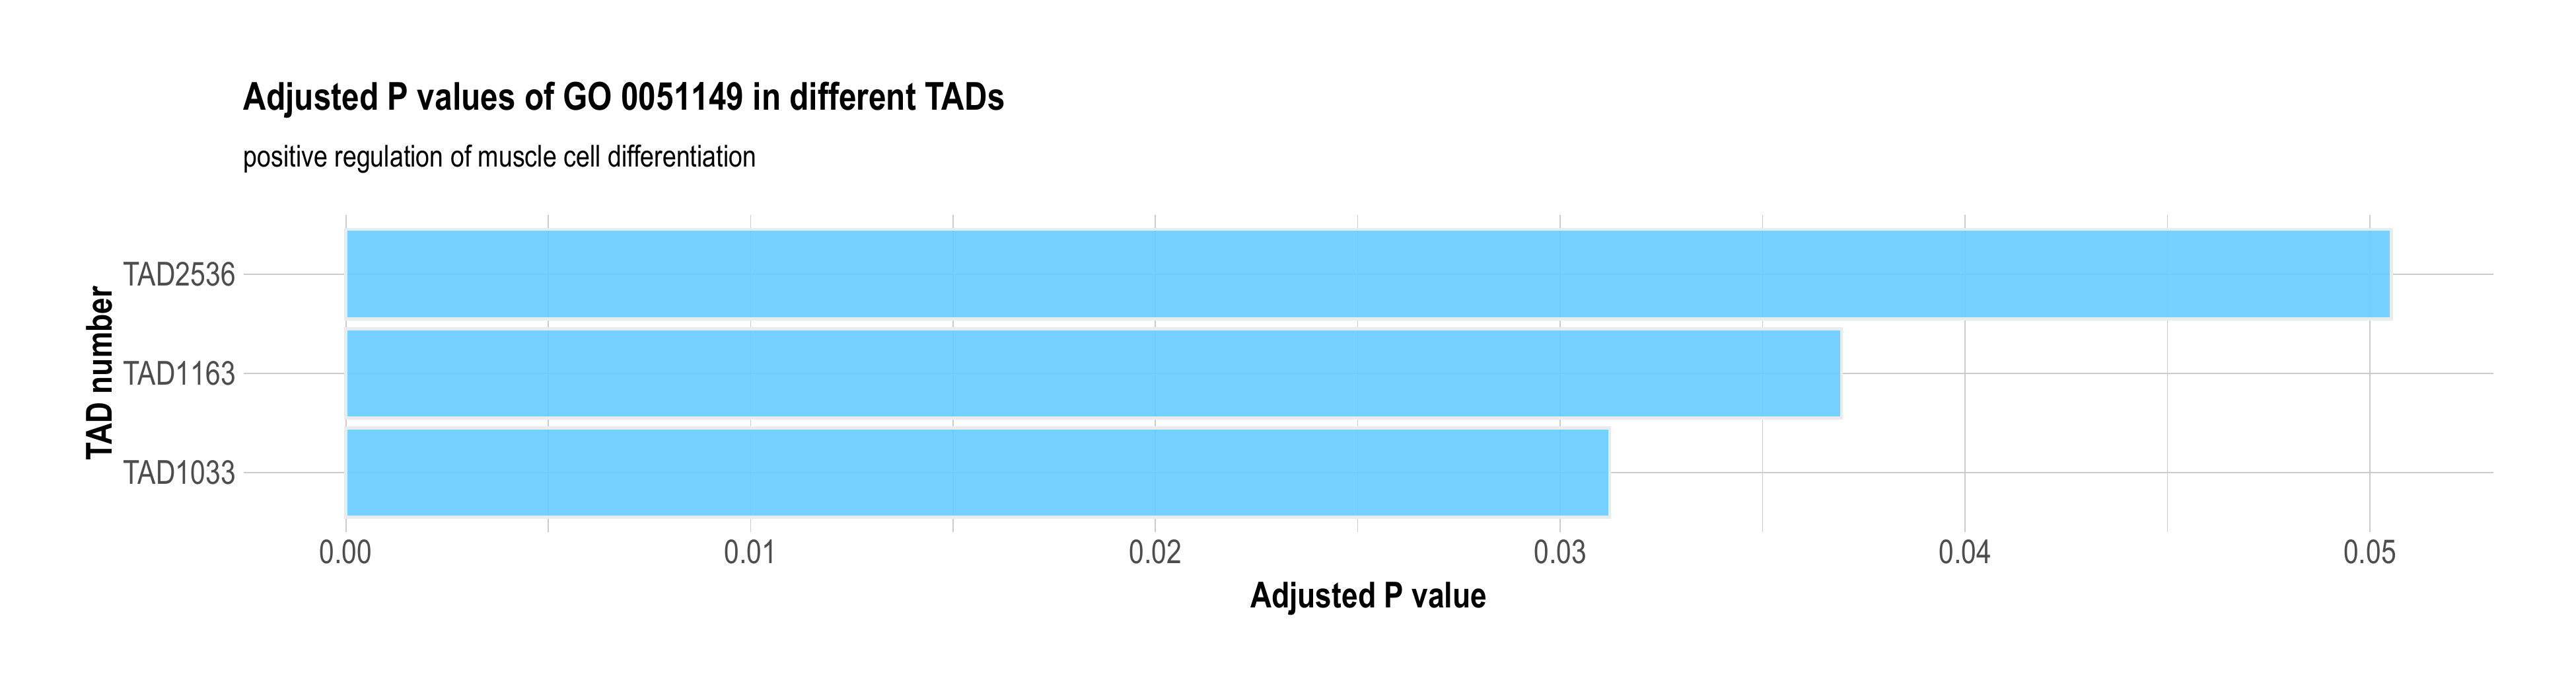 Adjusted P values of GO 0051149 in different TADs
positive regulation of muscle cell differentiation
TAD number
TAD2536
TAD1163
TAD1033
0.00 0.01 0.02 0.03 0.04 0.05
Adjusted P value